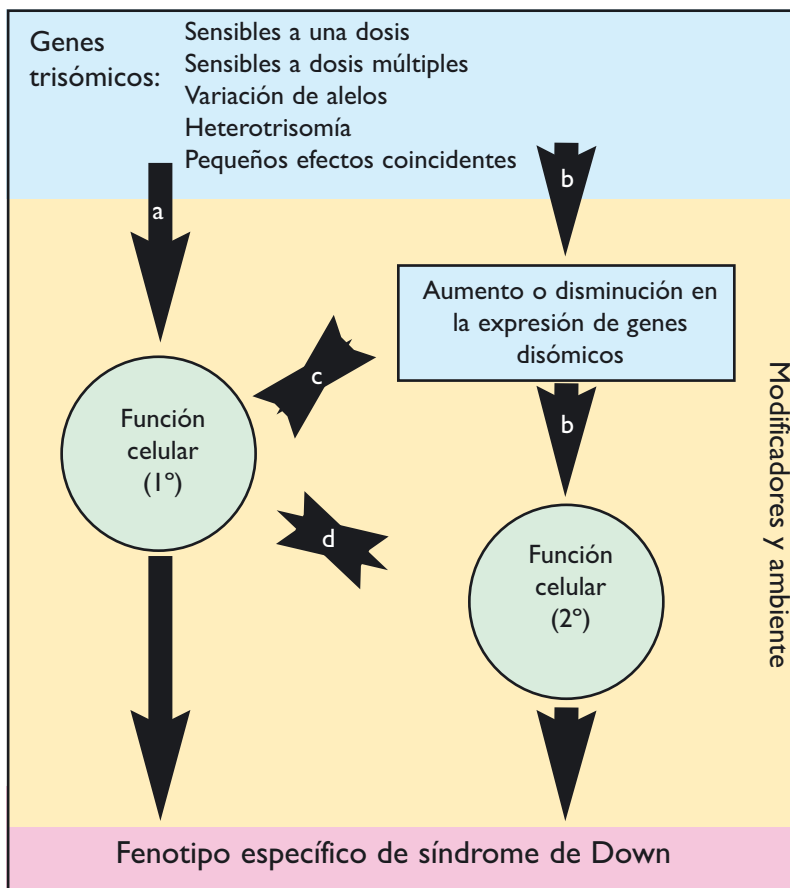 Genes
trisómicos:
Sensibles a una dosis
Sensibles a dosis múltiples
Variación de alelos
Heterotrisomía
Pequeños efectos coincidentes
a
b
Aumento o disminución en
la expresión de genes
disómicos
c
b
Función
celular
(1º)
d
Función
celular
(2º)
Modificadores y ambiente
Fenotipo específico de síndrome de Down